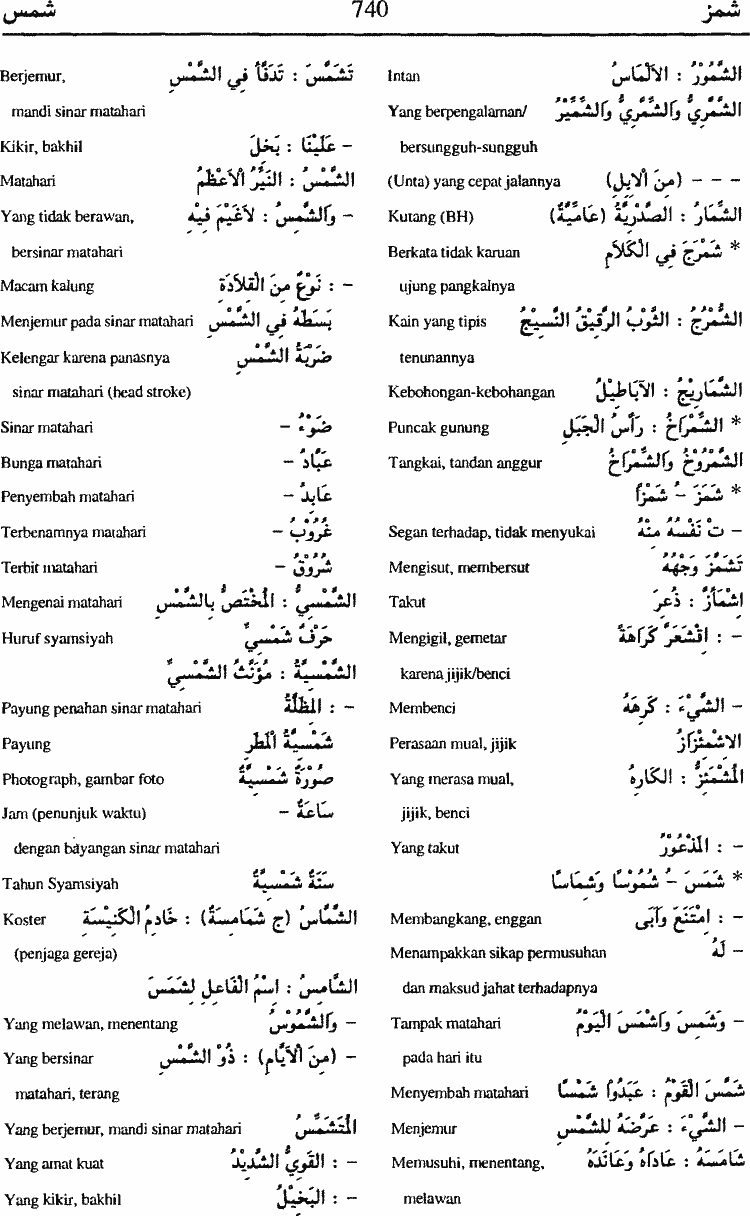 شمز 740 شمس
الشَّمُّوْرُ : الاَلْمَاسُ Intan
الشَّمَّرِيُّ وَالشِّمَّرِيُّ وَالشِّمِّيْرُ Yang berpengalaman/
bersungguh-sungguh
- - - (مِنَ الاِبِلِ) (Unta) yang cepat jalannya
الشَّمَّارُ : الصُّدْرِيَّةُ (عَامِّيَّةٌ) Kutang (BH)
* شَمْرَجَ فِي الْكَلاَمِ Berkata tidak karuan
ujung pangkalnya
الشُّمْرُجُ : الثَّوْبُ الرَّقِيْقُ النَّسِيْجُ Kain yang tipis
tenunannya
الشَّمَارِيْجُ : الاَبَاطِيْلُ Kebohongan-kebohangan
* الشِّمْرَاخُ : رَأْسُ الْجَبَلِ Puncak gunung
الشُّمْرُوْخُ وَالشِّمْرَاخُ Tangkai, tandan anggur
* شَمَزَ - ُ شَمْزًا
- تْ نَفْسُهُ مِنْهُ Segan terhadap, tidak menyukai
تَشَمَّزَ وَجْهُهُ Mengisut, membersut
اِشْمَأَزَّ : ذُعِرَ Takut
- : اقْشَعَرَّ كَرَاهَةً Mengigil, gemetar
karena jijik/benci
- الشَّيْءَ : كَرِهَهُ Membenci
الاشْمِئْزَازُ Perasaan mual, jijik
الْمُشْمَئِزُّ : الكَارِهُ Yang merasa mual,
jijik, benci
- : الْمَذْعُوْرُ Yang takut
* شَمَسَ - ُ شُمُوْسًا وَشِمَاسًا
- : امْتَنَعَ وَاَبَى Membangkang, enggan
- لَهُ Menampakkan sikap permusuhan
dan maksud jahat terhadapnya
- وَشَمِسَ وَاَشْمَسَ الْيَوْمُ Tampak matahari
pada hari itu
شَمَّسَ الْقَوْمُ : عَبَدُوا شَمْسًا Menyembah matahari
- الشَّيْءَ : عَرَضَهُ لِلشَّمْسِ Menjemur
شَامَسَهُ : عَادَاهُ وَعَانَدَهُ Memusuhi, menentang,
melawan
تَشَمَّسَ : تَدَفَّأَ فِي الشَّمْسِ Berjemur,
mandi sinar matahari
- عَلَيْنَا : بَخِلَ Kikir, bakhil
الشَّمْسُ : النَّيِّرُ الاَعْظَمُ Matahari
- وَالشَّمِسُ : لاَغَيْمَ فِيْهِ Yang tidak berawan,
bersinar matahari
- : نَوْعٌ مِنَ الْقِلاَدَةِ Macam kalung
بَسَطَهُ فِي الشَّمْسِ Menjemur pada sinar matahari
ضَرْبَةُ الشَّمْسِ Kelengar karena panasnya
sinar matahari (head stroke)
ضَوْءُ - Sinar matahari
عَبَّادُ - Bunga matahari
عَابِدُ - Penyembah matahari
غُرُوْبُ - Terbenamnya matahari
شُرُوْقُ - Terbit matahari
الشَّمْسِيُّ : الْمُخْتَصُّ بِالشَّمْسِ Mengenai matahari
حَرْفٌ شَمْسِيٌّ Huruf syamsiyah
الشَّمْسِيَّةُ : مُؤَنَّثُ الشَّمْسِيِّ
- : الْمِظَلَّةُ Payung penahan sinar matahari
شَمْسِيَّةُ الْمَطَرِ Payung
صُوْرَةٌ شَمْسِيَّةٌ Photograph, gambar foto
سَاعَةٌ - Jam (penunjuk waktu)
dengan bayangan sinar matahari
سَنَةٌ شَمْسِيَّةٌ Tahun Syamsiyah
الشَّمَّاسُ (ج شَمَامِسَةٌ) : خَادِمُ الْكَنِيْسَةِ Koster
(penjaga gereja)
الشَّامِسُ : اسْمُ الْفَاعِلِ لِشَمَسَ
- وَالشَّمُوْسُ Yang melawan, menentang
- (مِنَ الاَيَّامِ) : ذُو الشَّمْسِ Yang bersinar
matahari, terang
الْمُتَشَمِّسُ Yang berjemur, mandi sinar matahari
- : الْقَوِيُّ الشَّدِيْدُ Yang amat kuat
- : الْبَخِيْلُ Yang kikir, bakhil